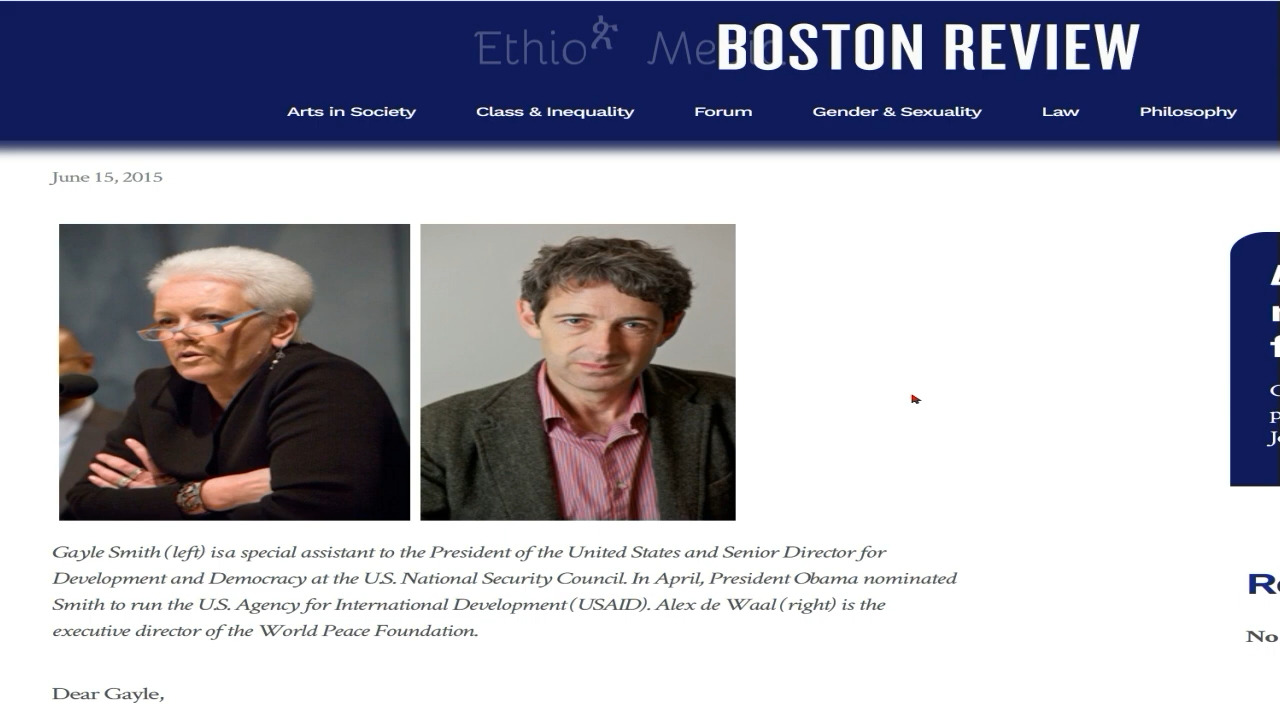 Ethio
BOSTON REVIEW
Arts in Society Class & Inequality Forum Gender & Sexuality Law Philosophy
June 15, 2015
Gayle Smith (left) is a special assistant to the President of the United States and Senior Director for
Development and Democracy at the U.S. National Security Council. In April, President Obama nominated
Smith to run the U.S. Agency for International Development (USAID). Alex de Waal (right) is the
executive director of the World Peace Foundation.
Dear Gayle,